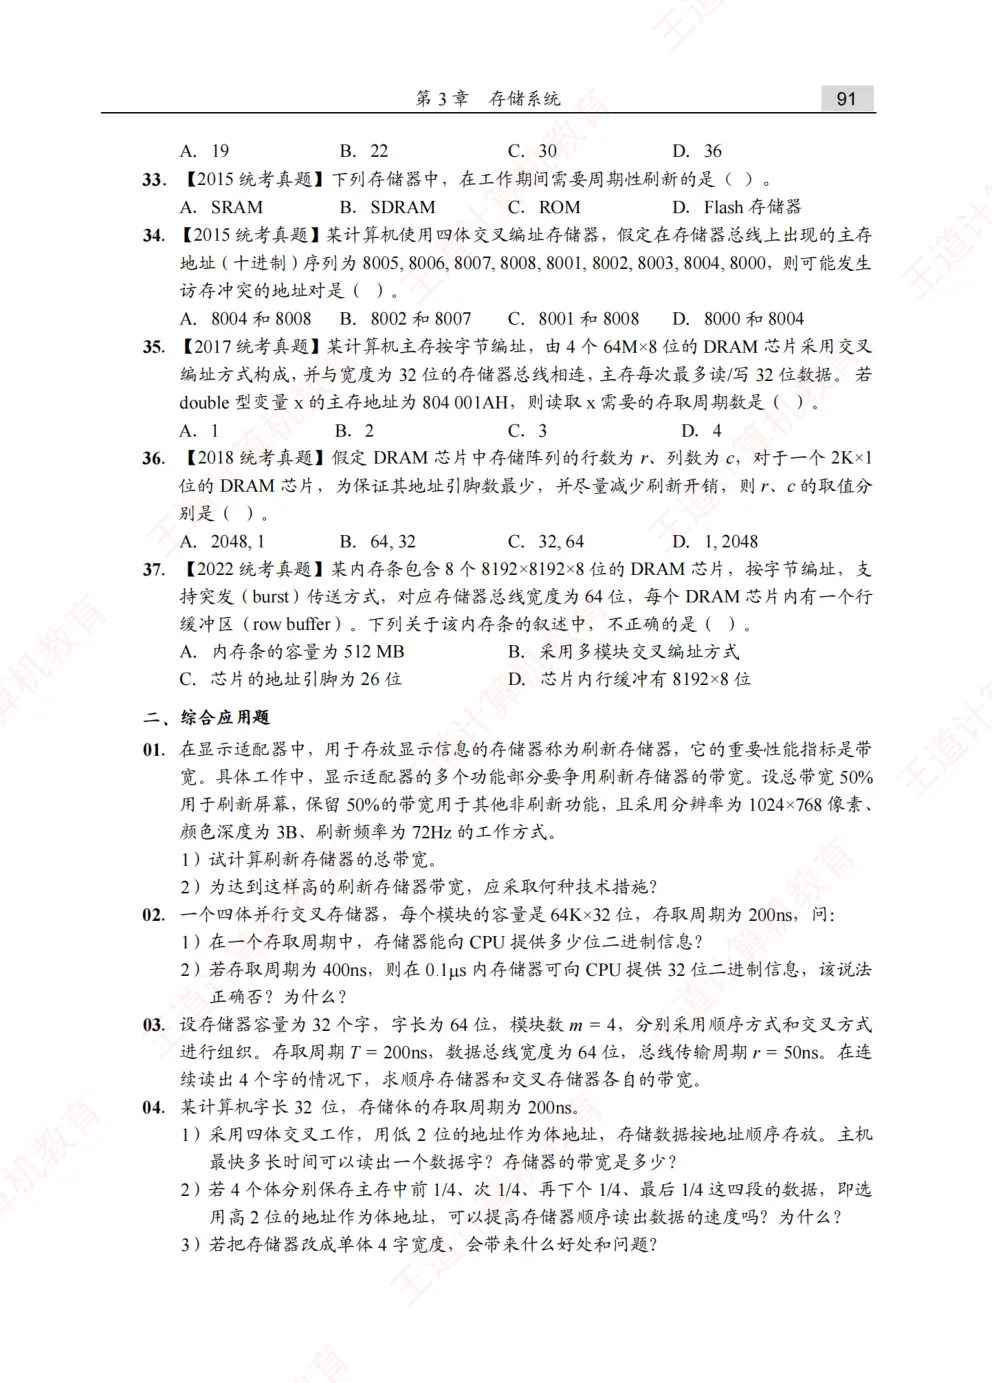 第 3 章 存储系统 91
A. 19 B. 22 C. 30 D. 36
33. 【2015 统考真题】下列存储器中，在工作期间需要周期性刷新的是（ ）。
A. SRAM B. SDRAM C. ROM D. Flash 存储器
34. 【2015 统考真题】某计算机使用四体交叉编址存储器，假定在存储器总线上出现的主存
地址（十进制）序列为 8005, 8006, 8007, 8008, 8001, 8002, 8003, 8004, 8000，则可能发生
访存冲突的地址对是（ ）。
A. 8004 和 8008 B. 8002 和 8007 C. 8001 和 8008 D. 8000 和 8004
35. 【2017 统考真题】某计算机主存按字节编址，由 4 个 64M×8 位的 DRAM 芯片采用交叉
编址方式构成，并与宽度为 32 位的存储器总线相连，主存每次最多读/写 32 位数据。若
double 型变量 x 的主存地址为 804 001AH，则读取 x 需要的存取周期数是（ ）。
A. 1 B. 2 C. 3 D. 4
36. 【2018 统考真题】假定 DRAM 芯片中存储阵列的行数为 r、列数为 c，对于一个 2K×1
位的 DRAM 芯片，为保证其地址引脚数最少，并尽量减少刷新开销，则 r、c 的取值分
别是（ ）。
A. 2048, 1 B. 64, 32 C. 32, 64 D. 1, 2048
37. 【2022 统考真题】某内存条包含 8 个 8192×8192×8 位的 DRAM 芯片，按字节编址，支
持突发（burst）传送方式，对应存储器总线宽度为 64 位，每个 DRAM 芯片内有一个行
缓冲区（row buffer）。下列关于该内存条的叙述中，不正确的是（ ）。
A. 内存条的容量为 512 MB B. 采用多模块交叉编址方式
C. 芯片的地址引脚为 26 位 D. 芯片内行缓冲有 8192×8 位
二、综合应用题
01. 在显示适配器中，用于存放显示信息的存储器称为刷新存储器，它的重要性能指标是带
宽。具体工作中，显示适配器的多个功能部分要争用刷新存储器的带宽。设总带宽 50%
用于刷新屏幕，保留 50%的带宽用于其他非刷新功能，且采用分辨率为 1024×768 像素、
颜色深度为 3B、刷新频率为 72Hz 的工作方式。
1）试计算刷新存储器的总带宽。
2）为达到这样高的刷新存储器带宽，应采取何种技术措施？
02. 一个四体并行交叉存储器，每个模块的容量是 64K×32 位，存取周期为 200ns，问：
1）在一个存取周期中，存储器能向 CPU 提供多少位二进制信息？
2）若存取周期为 400ns，则在 0.1μs 内存储器可向 CPU 提供 32 位二进制信息，该说法
正确否？为什么？
03. 设存储器容量为 32 个字，字长为 64 位，模块数 m = 4，分别采用顺序方式和交叉方式
进行组织。存取周期 T = 200ns，数据总线宽度为 64 位，总线传输周期 r = 50ns。在连
续读出 4 个字的情况下，求顺序存储器和交叉存储器各自的带宽。
04. 某计算机字长 32 位，存储体的存取周期为 200ns。
1）采用四体交叉工作，用低 2 位的地址作为体地址，存储数据按地址顺序存放。主机
最快多长时间可以读出一个数据字？存储器的带宽是多少？
2）若 4 个体分别保存主存中前 1/4、次 1/4、再下个 1/4、最后 1/4 这四段的数据，即选
用高 2 位的地址作为体地址，可以提高存储器顺序读出数据的速度吗？为什么？
3）若把存储器改成单体 4 字宽度，会带来什么好处和问题？